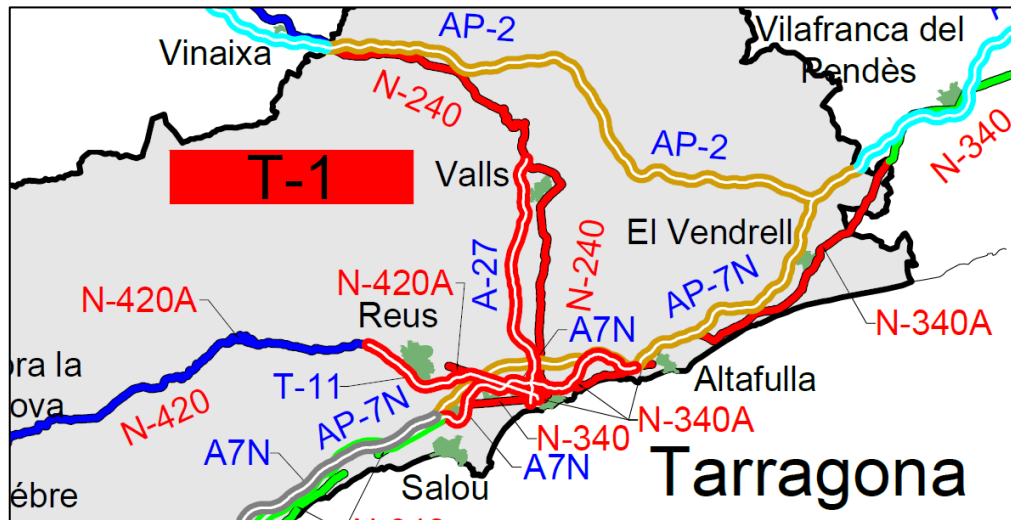 AP-2
Vinaixa
Vilafranca del
Pendès
N-240
T-1
Valls
AP-2
N-340
El Vendrell
A-27
N-240
AP-7N
N-420A
N-420A
Reus
A7N
N-340A
ora la
ova
T-11
Altafulla
N-420
AP-7N
N-340
N-340A
A7N
A7N
Salou
Tarragona
ébre